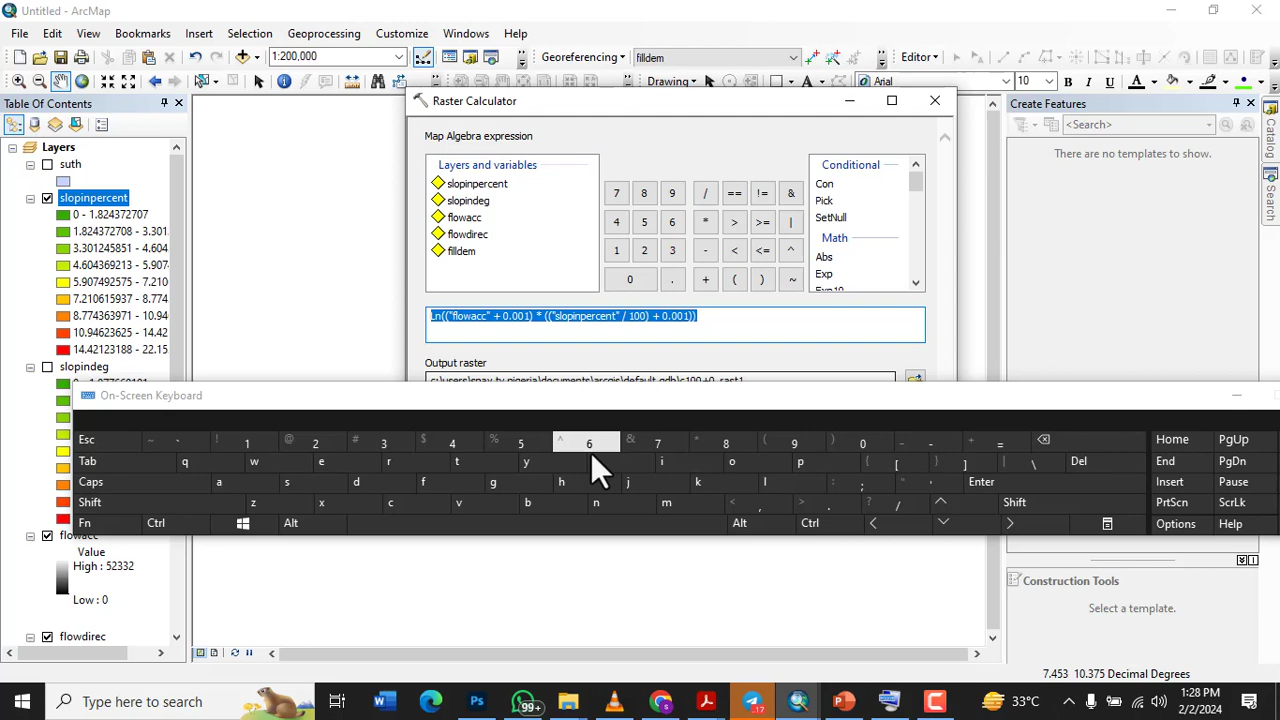 Untitled - ArcMap
File Edit View Bookmarks Insert Selection Geoprocessing Customize Windows Help
1:200,000 Georeferencing filldem Editor
Drawing Arial 10 B I U A
Table Of Contents
Layers
suth
slopinpercent
0 - 1.824372707
1.824372708 - 3.301
3.301245851 - 4.604
4.604369213 - 5.907
5.907492575 - 7.210
7.210615937 - 8.774
8.774
10.94623625 - 14.42
14.42123188 - 22.15
slopindeg
flowacc
Value
High : 52332
Low : 0
flowdirec
Raster Calculator
Map Algebra expression
Layers and variables
slopinpercent
slopindeg
flowacc
flowdirec
filldem
7 8 9 / == != &
4 5 6 * > >= |
1 2 3 - < <= ^
0 . + ( ) ~
Conditional
Con
Pick
SetNull
Math
Abs
Exp
Exp10
Ln(("flowacc" + 0.001) * (("slopinpercent" / 100) + 0.001))
Output raster
Create Features
<Search>
There are no templates to show.
Catalog
Search
On-Screen Keyboard
Esc ~ ` ! 1 @ 2 # 3 $ 4 % 5 ^ 6 & 7 * 8 ( 9 ) 0 _ - + = Home PgUp
Tab q w e r t y i o p { [ } ] | \ Del End PgDn
Caps a s d f g h j k l : ; " ' Enter Insert Pause
Shift z x c v b n m < , > . ? / Shift PrtScn ScrLk
Fn Ctrl Alt Alt Ctrl Options Help
Construction Tools
Select a template.
7.453 10.375 Decimal Degrees
Type here to search
99+
17
33°C
1:28 PM
2/2/2024